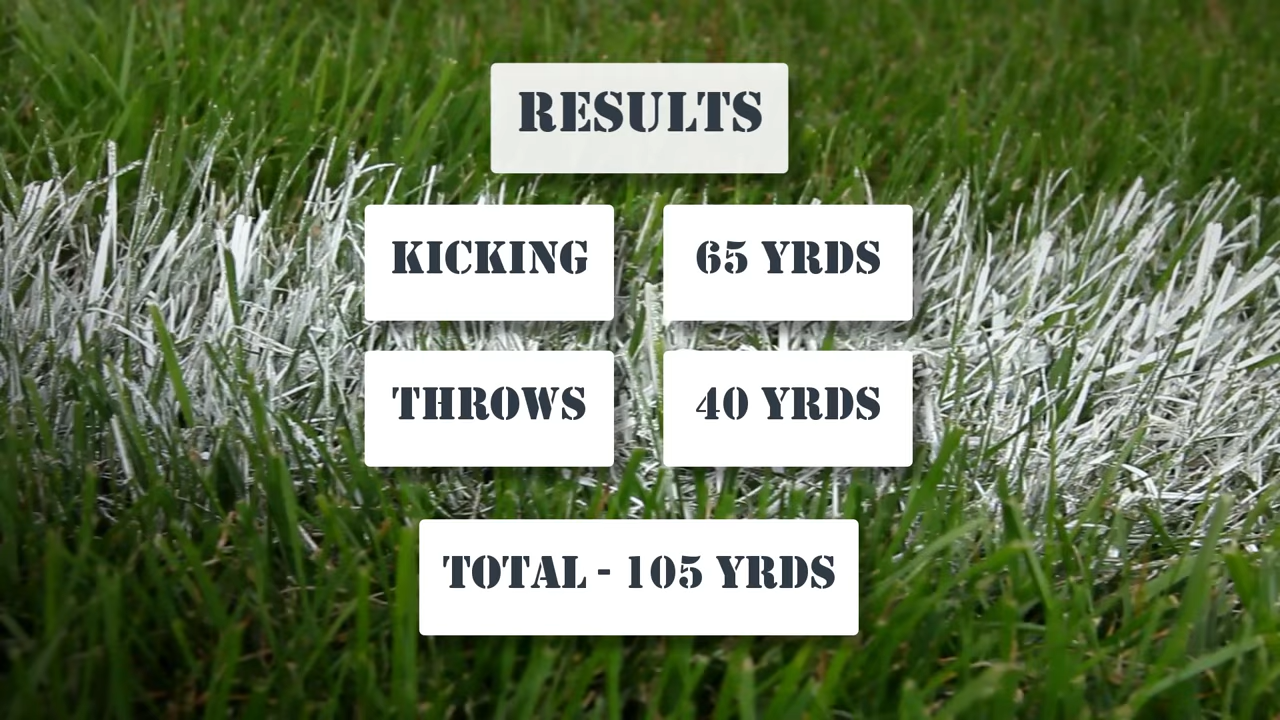 RESULTS
KICKING 65 YRDS
THROWS 40 YRDS
TOTAL - 105 YRDS